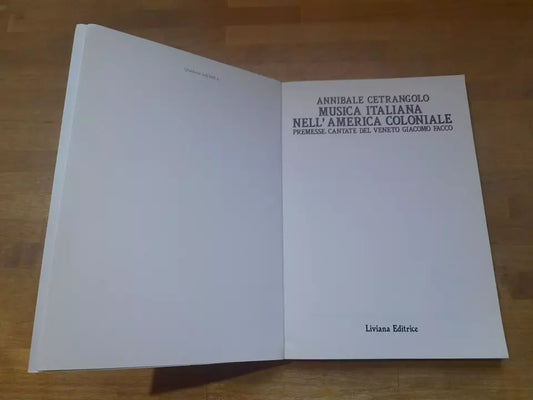 ANNIBALE CETRANGOLO
MUSICA ITALIANA
NELL'AMERICA COLONIALE
PREMESSE. CANTATE DEL VENETO GIACOMO FACCO
Liviana Editrice